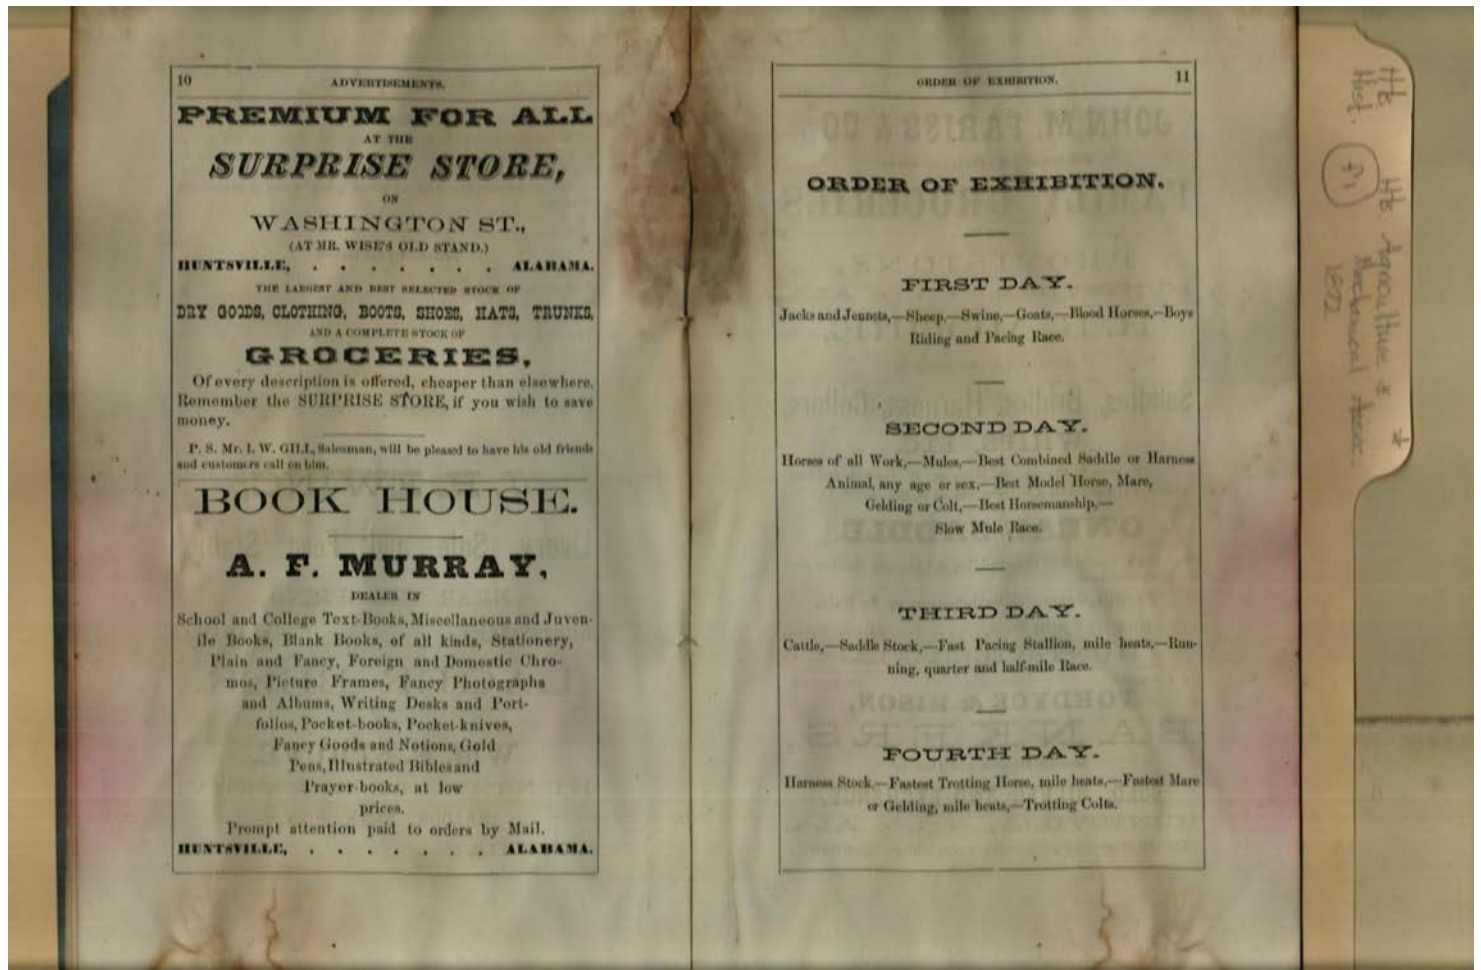 10 ADVERTISEMENTS.
PREMIUM FOR ALL
AT THE
SURPRISE STORE,
ON
WASHINGTON ST.,
(AT MR. WISE'S OLD STAND.)
HUNTSVILLE, . . . . . . . ALABAMA.
THE LARGEST AND BEST SELECTED STOCK OF
DRY GOODS, CLOTHING, BOOTS, SHOES, HATS, TRUNKS,
AND A COMPLETE STOCK OF
GROCERIES,
Of every description is offered, cheaper than elsewhere.
Remember the SURPRISE STORE, if you wish to save
money.
P. S. Mr. I. W. GILL, Salesman, will be pleased to have his old friends
and customers call on him.
BOOK HOUSE.
A. F. MURRAY,
DEALER IN
School and College Text-Books, Miscellaneous and Juven-
ile Books, Blank Books, of all kinds, Stationery,
Plain and Fancy, Foreign and Domestic Chro-
mos, Picture Frames, Fancy Photographs
and Albums, Writing Desks and Port-
folios, Pocket-books, Pocket-knives,
Fancy Goods and Notions, Gold
Pens, Illustrated Bibles and
Prayer-books, at low
prices.
Prompt attention paid to orders by Mail.
HUNTSVILLE, . . . . . . . ALABAMA.
ORDER OF EXHIBITION. 11
ORDER OF EXHIBITION.
FIRST DAY.
Jacks and Jennets,—Sheep,—Swine,—Goats,—Blood Horses,—Boys
Riding and Pacing Race.
SECOND DAY.
Horses of all Work,—Mules,—Best Combined Saddle or Harness
Animal, any age or sex,—Best Model Horse, Mare,
Gelding or Colt,—Best Horsemanship,—
Slow Mule Race.
THIRD DAY.
Cattle,—Saddle Stock,—Fast Pacing Stallion, mile heats,—Run-
ning, quarter and half-mile Race.
FOURTH DAY.
Harness Stock.—Fastest Trotting Horse, mile heats,—Fastest Mare
or Gelding, mile heats,—Trotting Colts.
Hist.
Agriculture &
Mechanical Assoc.